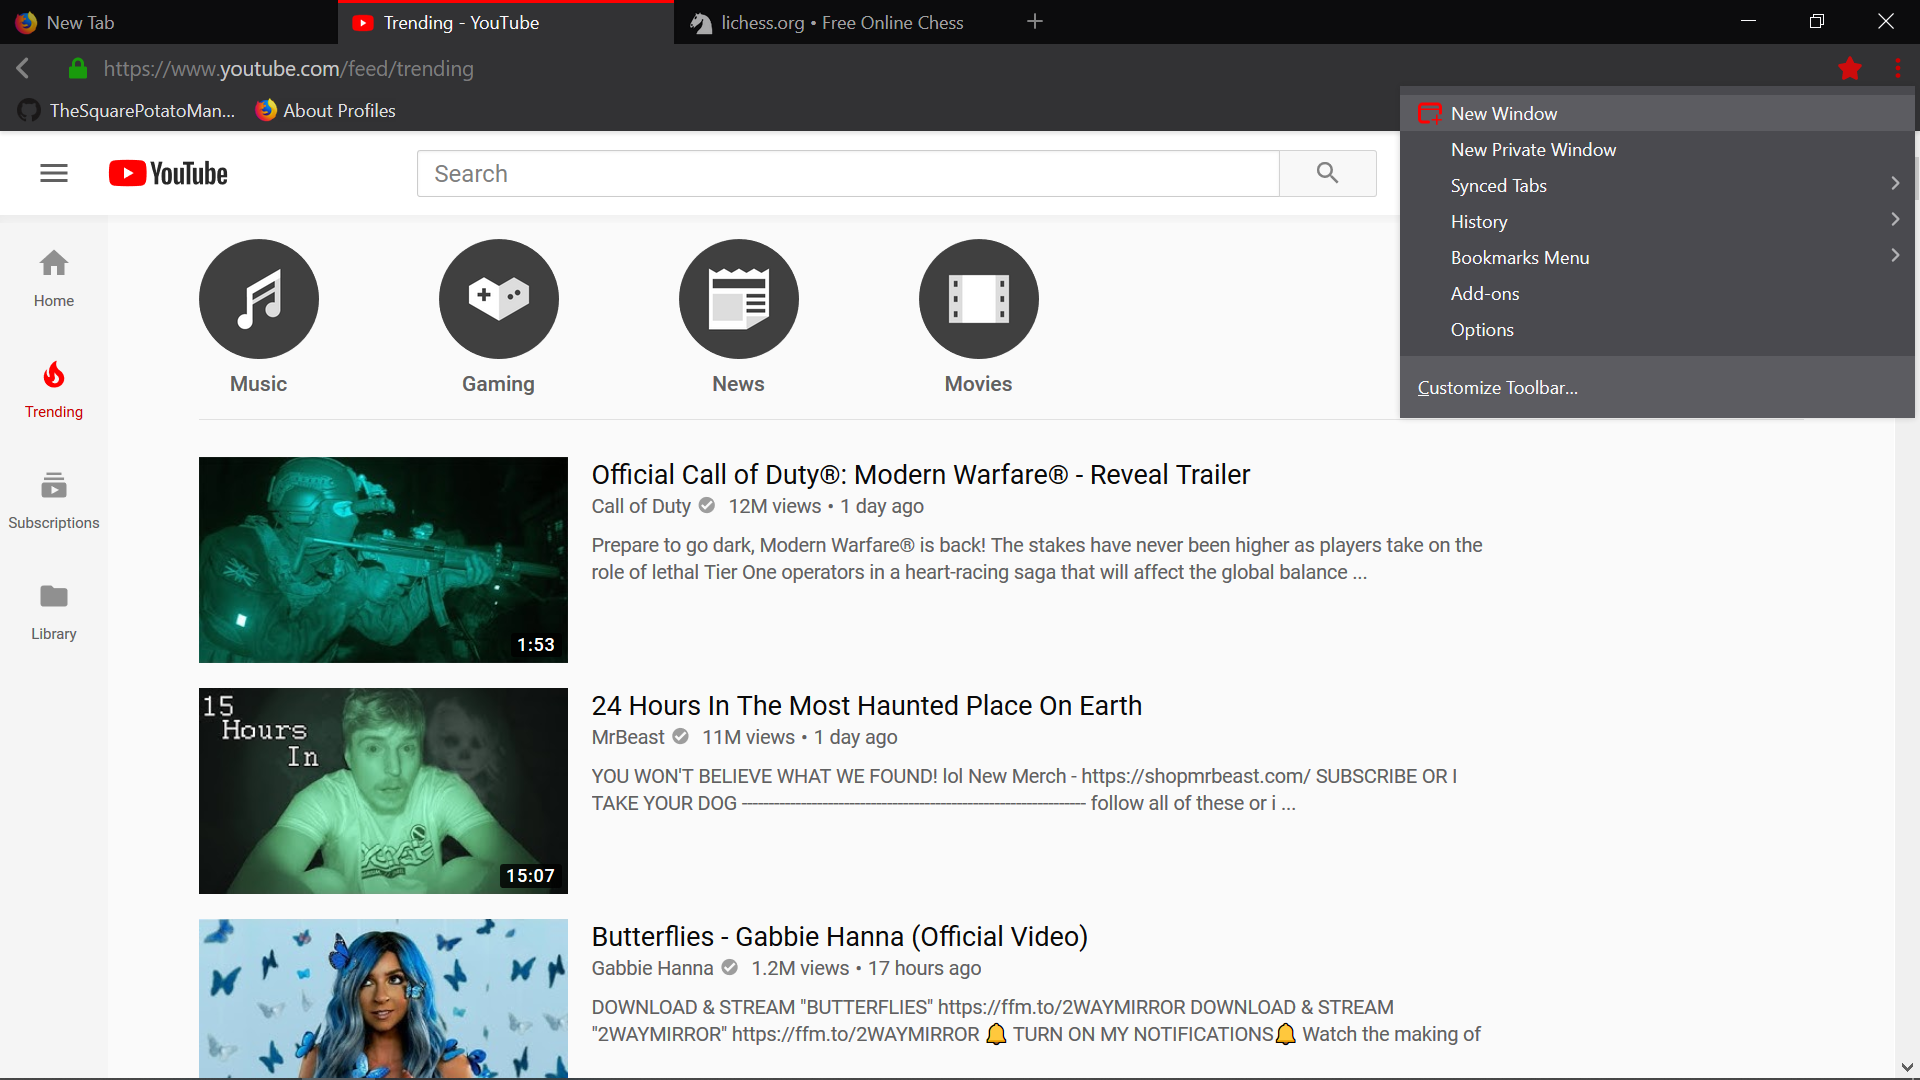 New Tab
Trending - YouTube
lichess.org • Free Online Chess
https://www.youtube.com/feed/trending
TheSquarePotatoMan...
About Profiles
New Window
New Private Window
Synced Tabs
History
Bookmarks Menu
Add-ons
Options
Customize Toolbar...
YouTube
Search
Home
Trending
Subscriptions
Library
Music
Gaming
News
Movies
1:53
Official Call of Duty®: Modern Warfare® - Reveal Trailer
Call of Duty 12M views • 1 day ago
Prepare to go dark, Modern Warfare® is back! The stakes have never been higher as players take on the
role of lethal Tier One operators in a heart-racing saga that will affect the global balance ...
15
Hours
In
15:07
24 Hours In The Most Haunted Place On Earth
MrBeast 11M views • 1 day ago
YOU WON'T BELIEVE WHAT WE FOUND! lol New Merch - https://shopmrbeast.com/ SUBSCRIBE OR I
TAKE YOUR DOG ---------------------------------------------------------------- follow all of these or i ...
Butterflies - Gabbie Hanna (Official Video)
Gabbie Hanna 1.2M views • 17 hours ago
DOWNLOAD & STREAM "BUTTERFLIES" https://ffm.to/2WAYMIRROR DOWNLOAD & STREAM
"2WAYMIRROR" https://ffm.to/2WAYMIRROR 🔔 TURN ON MY NOTIFICATIONS🔔 Watch the making of